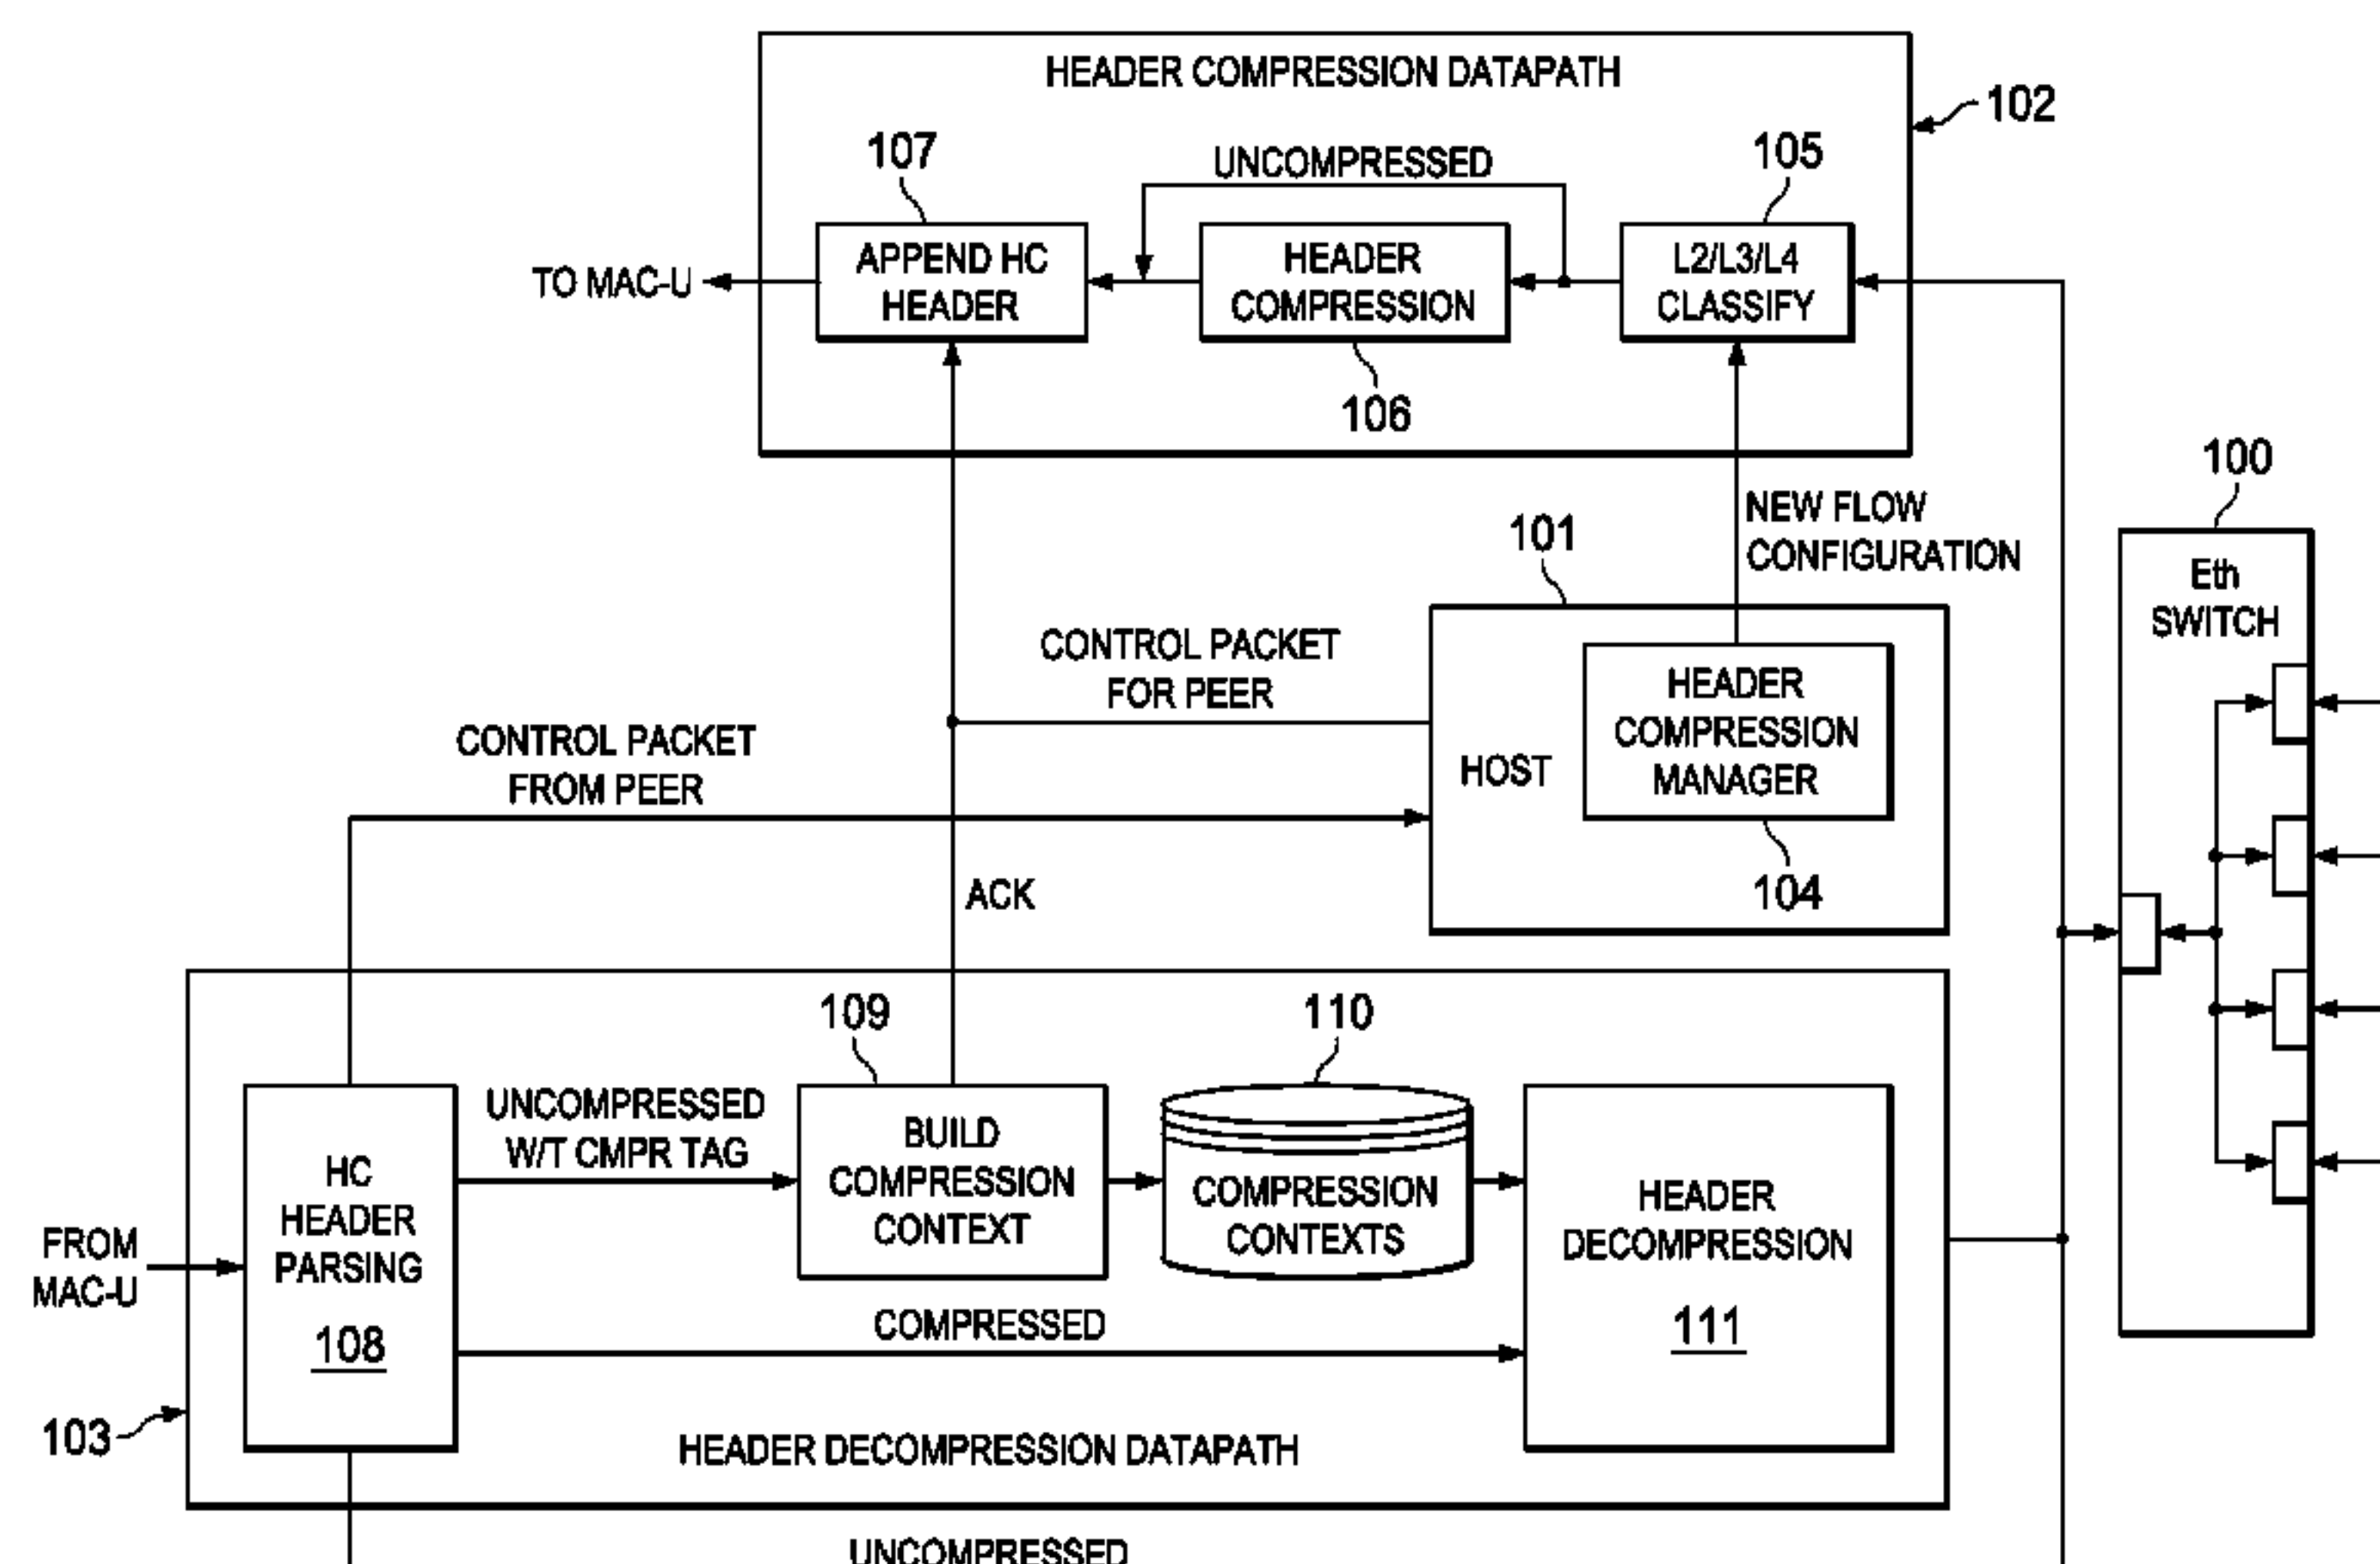 HEADER COMPRESSION DATAPATH
102
107
UNCOMPRESSED
105
APPEND HC
HEADER
HEADER
COMPRESSION
L2/L3/L4
CLASSIFY
TO MAC-U
106
100
NEW FLOW
CONFIGURATION
101
Eth
SWITCH
CONTROL PACKET
FOR PEER
HEADER
COMPRESSION
MANAGER
HOST
CONTROL PACKET
FROM PEER
104
ACK
109
110
UNCOMPRESSED
W/T CMPR TAG
BUILD
COMPRESSION
CONTEXT
COMPRESSION
CONTEXTS
HEADER
DECOMPRESSION
111
HC
HEADER
PARSING
108
FROM
MAC-U
COMPRESSED
103
HEADER DECOMPRESSION DATAPATH
UNCOMPRESSED